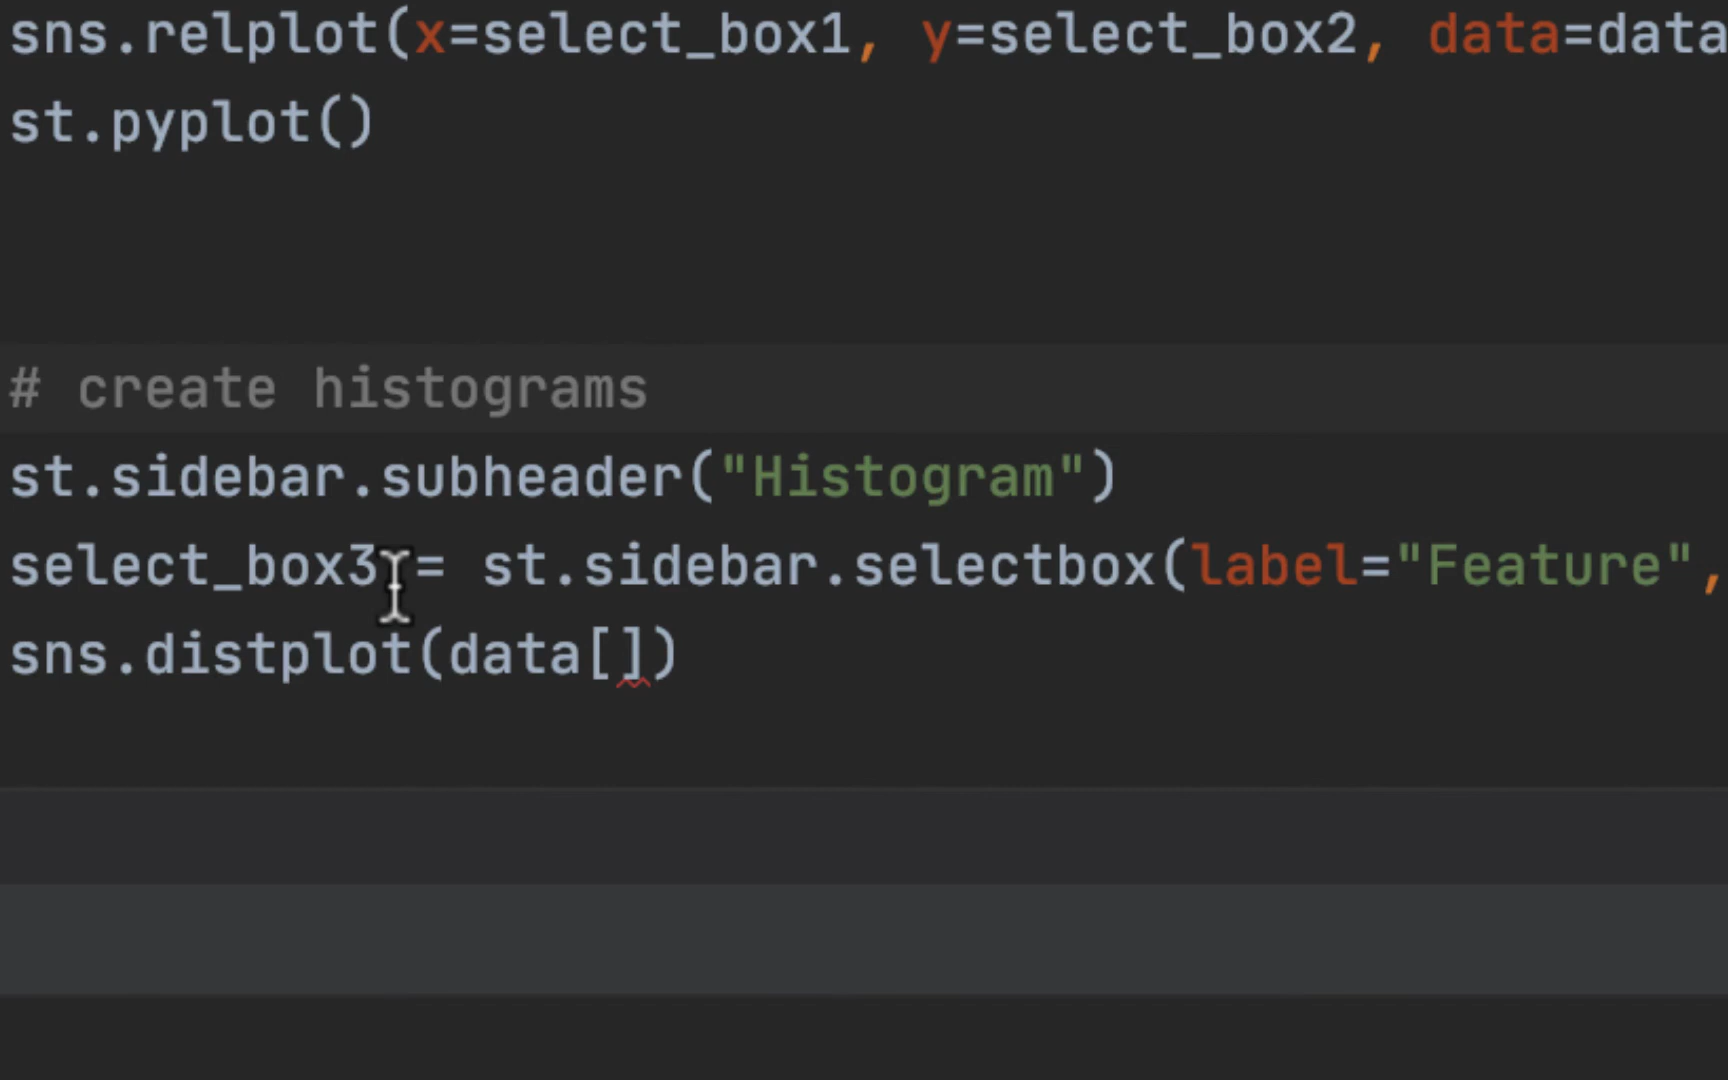 sns.relplot(x=select_box1, y=select_box2, data=data
st.pyplot()
# create histograms
st.sidebar.subheader("Histogram")
select_box3 = st.sidebar.selectbox(label="Feature",
sns.distplot(data[])